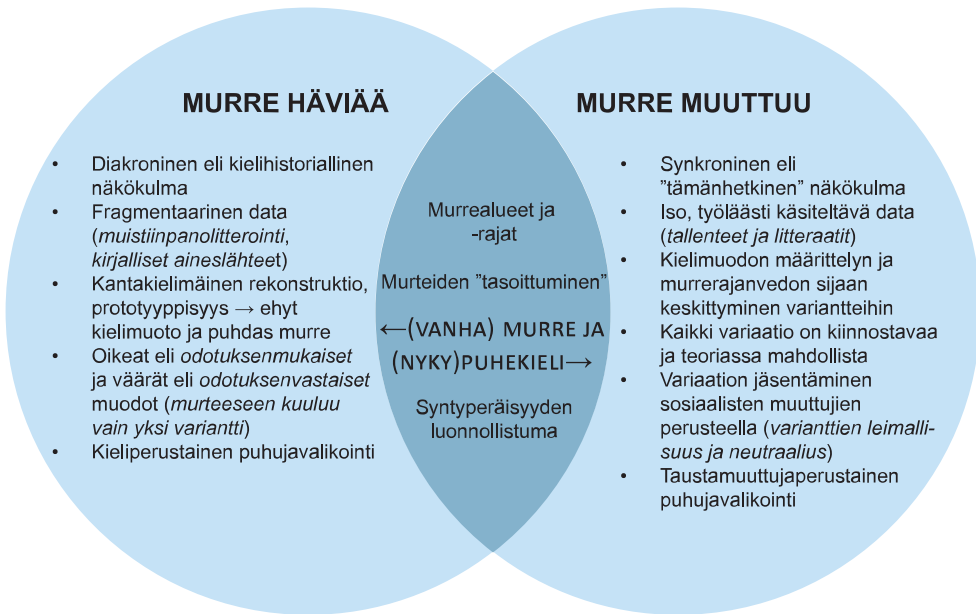 MURRE HÄVIÄÄ
• Diakroninen eli kielihistoriallinen
näkökulma
• Fragmentaarinen data
(muistiinpanolitterointi,
kirjalliset aineslähteet)
• Kantakielimäinen rekonstruktio,
prototyyppisyys → ehyt
kielimuoto ja puhdas murre
• Oikeat eli odotuksenmukaiset
ja väärät eli odotuksenvastaiset
muodot (murteeseen kuuluu
vain yksi variantti)
• Kieliperustainen puhujavalikointi
Murrealueet ja
-rajat
Murteiden ”tasoittuminen”
←(VANHA) MURRE JA
(NYKY)PUHEKIELI→
Syntyperäisyyden
luonnollistuma
MURRE MUUTTUU
• Synkroninen eli
”tämänhetkinen” näkökulma
• Iso, työläästi käsiteltävä data
(tallenteet ja litteraatit)
• Kielimuodon määrittelyn ja
murrerajanvedon sijaan
keskittyminen variantteihin
• Kaikki variaatio on kiinnostavaa
ja teoriassa mahdollista
• Variaation jäsentäminen
sosiaalisten muuttujien
perusteella (varianttien leimalli-
suus ja neutraalius)
• Taustamuuttujaperustainen
puhujavalikointi